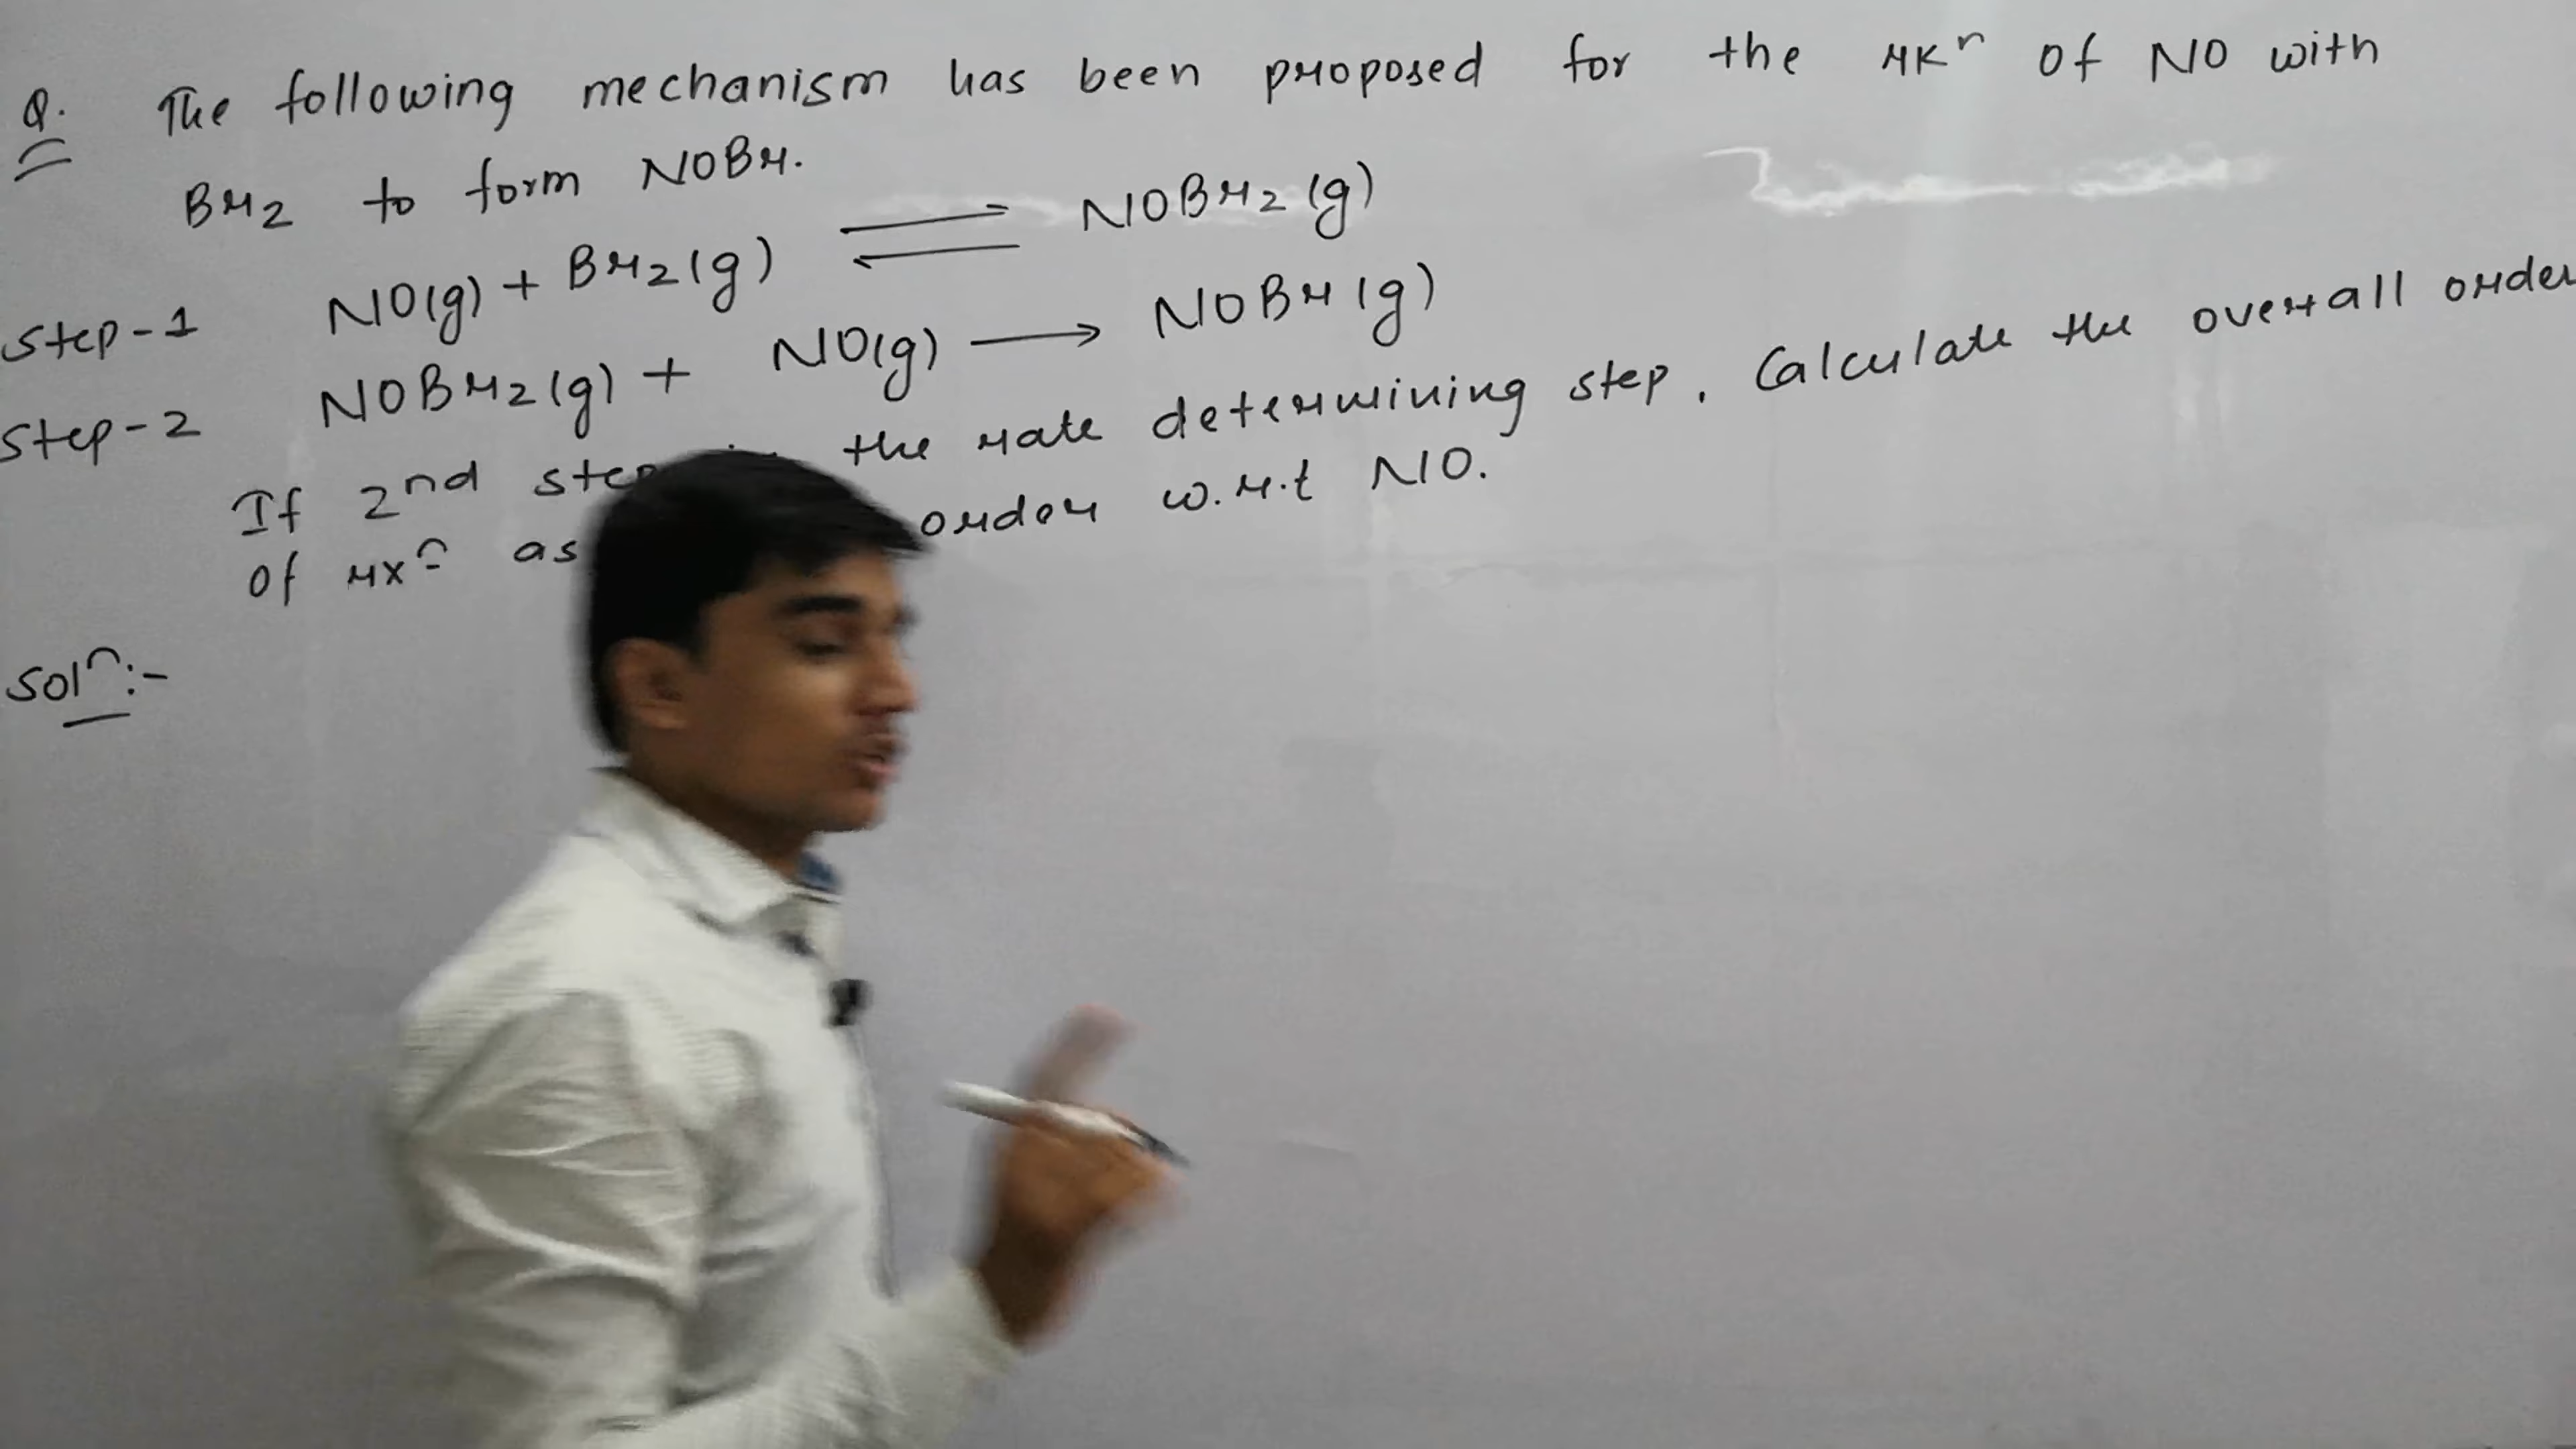 Q. The following mechanism has been proposed for the rxn of NO with
Br2 to form NOBr.
Step-1 NO(g) + Br2(g) ⇌ NOBr2(g)
Step-2 NOBr2(g) + NO(g) → NOBr(g)
If 2nd step the rate determining step. Calculate the overall order
of rxn as order w.r.t NO.
Soln:-